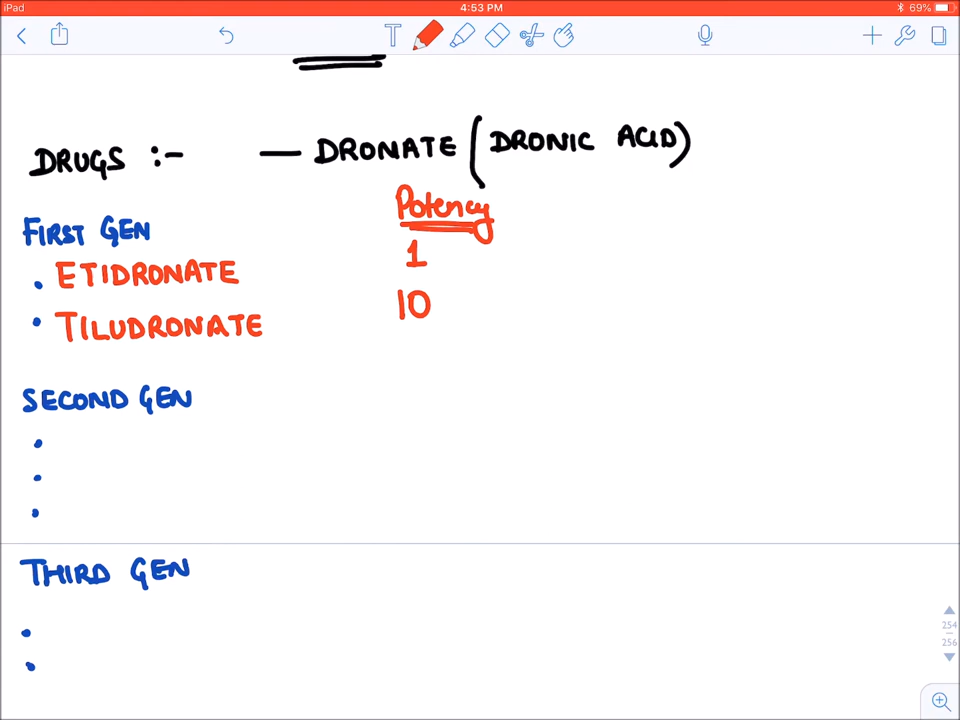 iPad 4:53 PM 69%
T
DRUGS :- — DRONATE (DRONIC ACID)
Potency
FIRST GEN
• ETIDRONATE 1
• TILUDRONATE 10
SECOND GEN
•
•
•
THIRD GEN
•
•
254
256